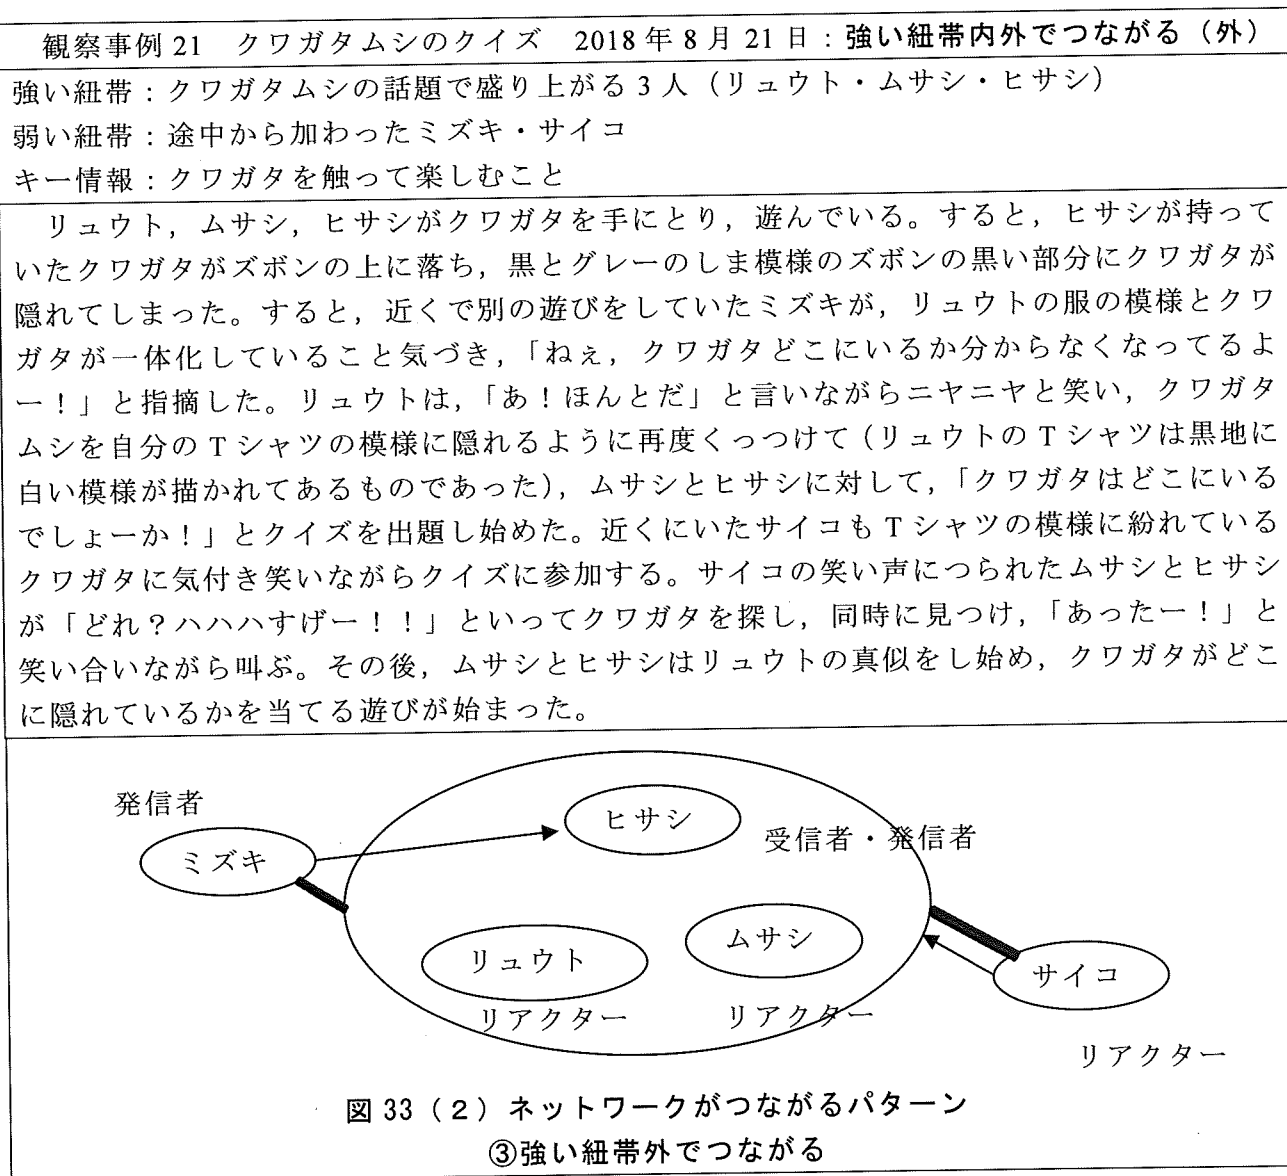 観察事例21　クワガタムシのクイズ　2018年8月21日：強い紐帯内外でつながる（外）
強い紐帯：クワガタムシの話題で盛り上がる3人（リュウト・ムサシ・ヒサシ）
弱い紐帯：途中から加わったミズキ・サイコ
キー情報：クワガタを触って楽しむこと
リュウト，ムサシ，ヒサシがクワガタを手にとり，遊んでいる。すると，ヒサシが持って
いたクワガタがズボンの上に落ち，黒とグレーのしま模様のズボンの黒い部分にクワガタが
隠れてしまった。すると，近くで別の遊びをしていたミズキが，リュウトの服の模様とクワ
ガタが一体化していること気づき，「ねぇ，クワガタどこにいるか分からなくなってるよ
ー！」と指摘した。リュウトは，「あ！ほんとだ」と言いながらニヤニヤと笑い，クワガタ
ムシを自分のTシャツの模様に隠れるように再度くっつけて（リュウトのTシャツは黒地に
白い模様が描かれてあるものであった），ムサシとヒサシに対して，「クワガタはどこにいる
でしょーか！」とクイズを出題し始めた。近くにいたサイコもTシャツの模様に紛れている
クワガタに気付き笑いながらクイズに参加する。サイコの笑い声につられたムサシとヒサシ
が「どれ？ハハハすげー！！」といってクワガタを探し，同時に見つけ，「あったー！」と
笑い合いながら叫ぶ。その後，ムサシとヒサシはリュウトの真似をし始め，クワガタがどこ
に隠れているかを当てる遊びが始まった。
発信者
ミズキ
ヒサシ
受信者・発信者
リュウト
リアクター
ムサシ
リアクター
サイコ
リアクター
図33（2）ネットワークがつながるパターン
③強い紐帯外でつながる